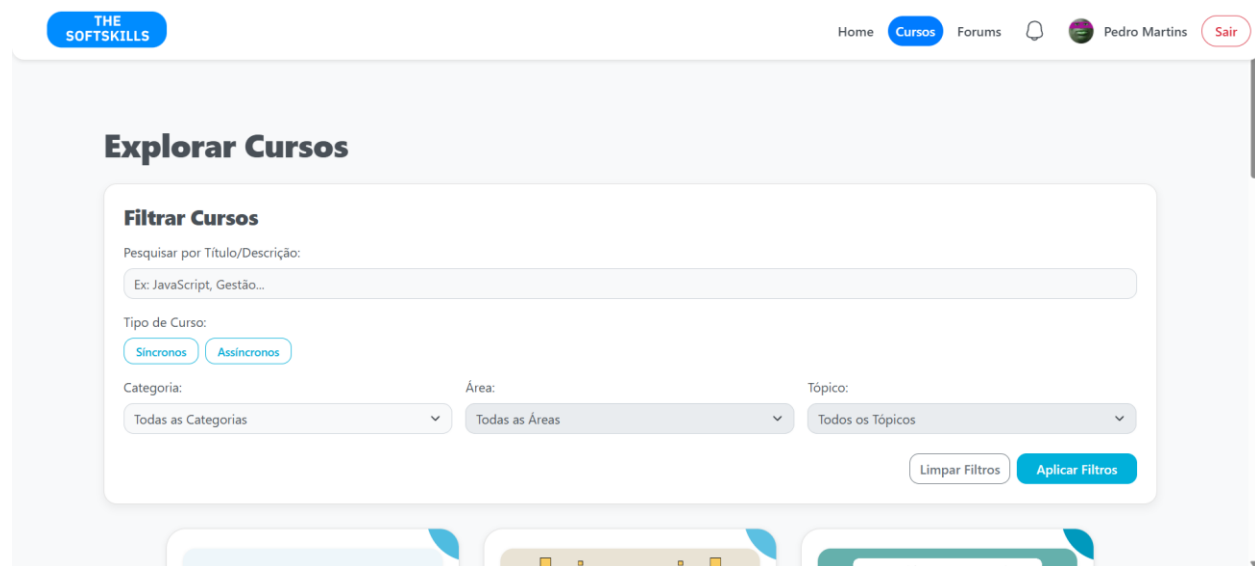 THE
SOFTSKILLS
Home Cursos Forums Pedro Martins Sair
Explorar Cursos
Filtrar Cursos
Pesquisar por Título/Descrição:
Ex: JavaScript, Gestão...
Tipo de Curso:
Síncronos Assíncronos
Categoria: Área: Tópico:
Todas as Categorias Todas as Áreas Todos os Tópicos
Limpar Filtros Aplicar Filtros